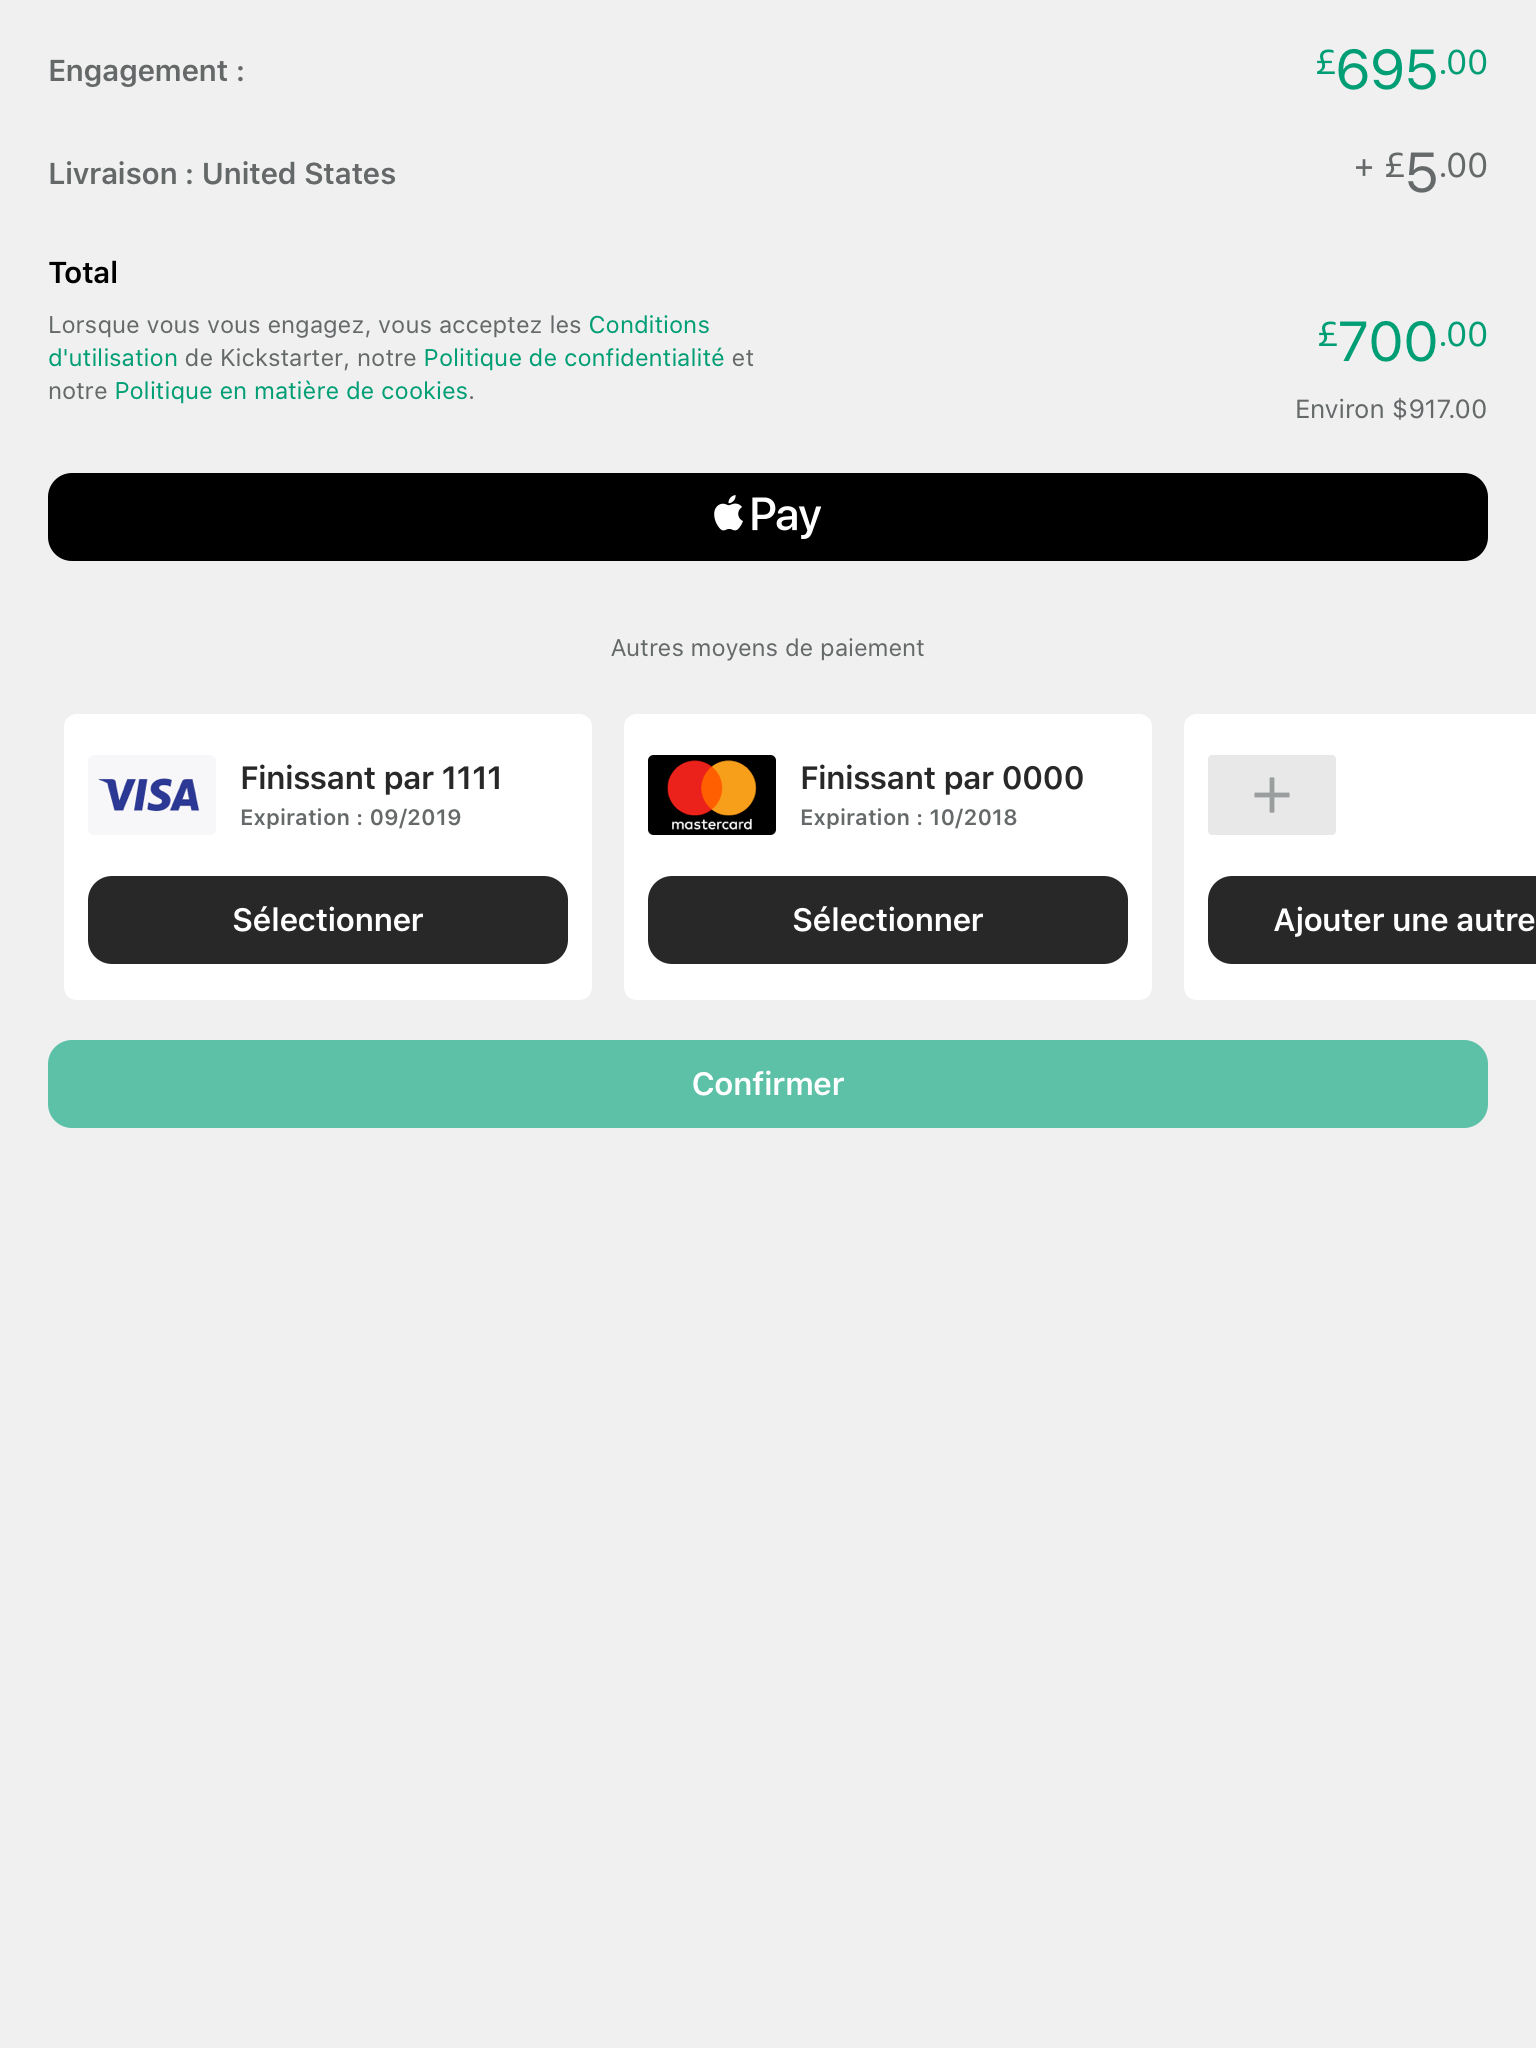 Engagement :
£695.00
Livraison : United States
+ £5.00
Total
Lorsque vous vous engagez, vous acceptez les Conditions
d'utilisation de Kickstarter, notre Politique de confidentialité et
notre Politique en matière de cookies.
£700.00
Environ $917.00
Pay
Autres moyens de paiement
VISA
Finissant par 1111
Expiration : 09/2019
Sélectionner
mastercard
Finissant par 0000
Expiration : 10/2018
Sélectionner
Ajouter une autre
Confirmer